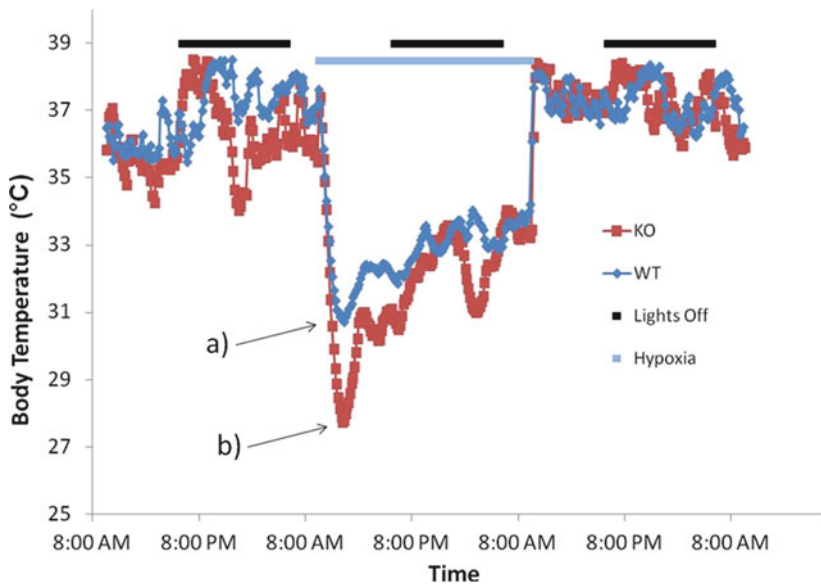 39
37
35
33
31
29
27
25
Body Temperature (°C)
a)
b)
KO
WT
Lights Off
Hypoxia
8:00 AM 8:00 PM 8:00 AM 8:00 PM 8:00 AM 8:00 PM 8:00 AM
Time